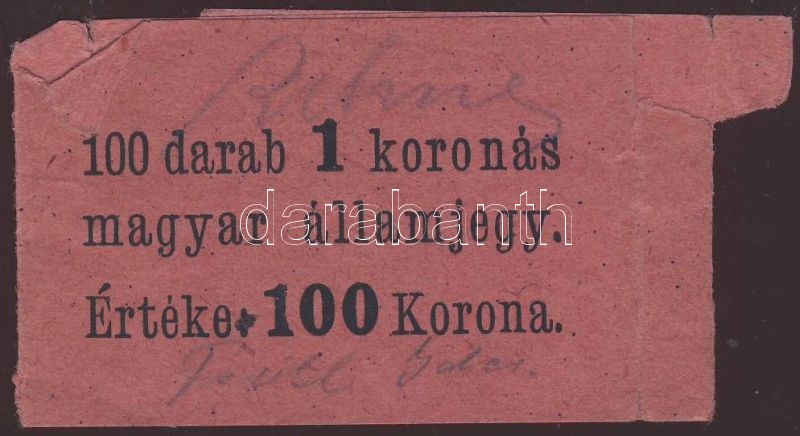 100 darab 1 koronás
magyar államjegy.
darabanth
Értéke: 100 Korona.